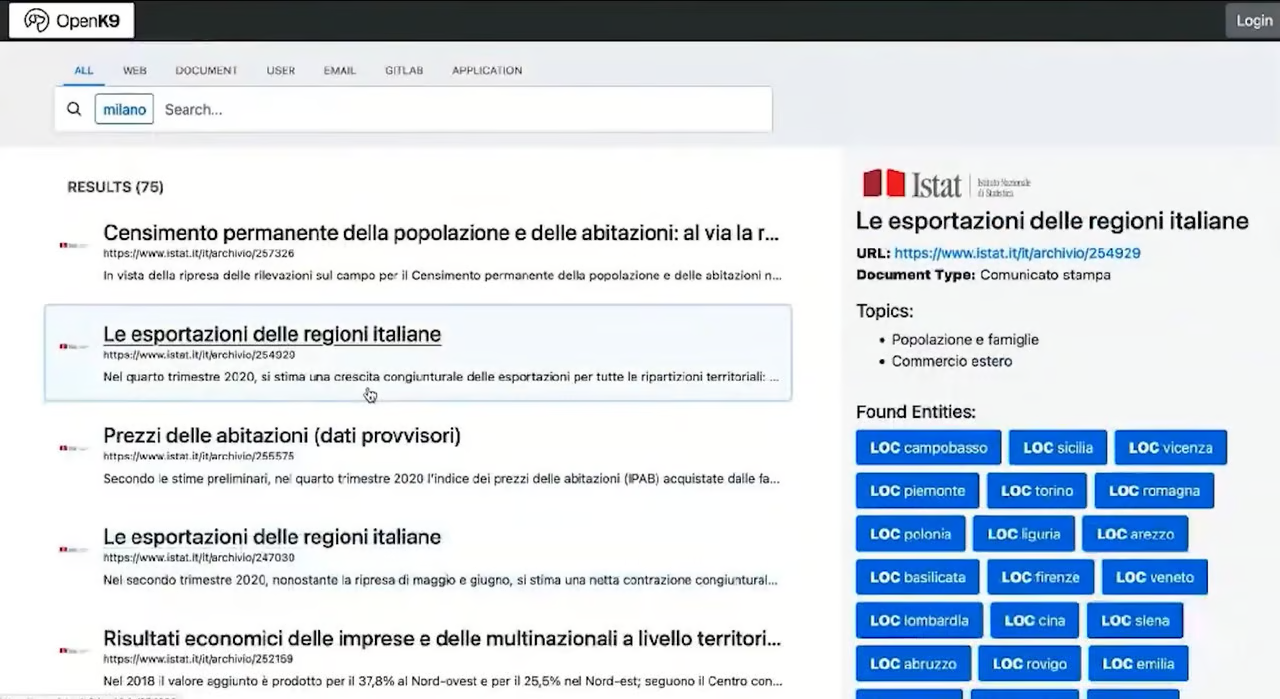 OpenK9
Login
ALL WEB DOCUMENT USER EMAIL GITLAB APPLICATION
milano Search...
RESULTS (75)
Censimento permanente della popolazione e delle abitazioni: al via la r...
https://www.istat.it/it/archivio/257326
In vista della ripresa delle rilevazioni sul campo per il Censimento permanente della popolazione e delle abitazioni n...
Le esportazioni delle regioni italiane
https://www.istat.it/it/archivio/254929
Nel quarto trimestre 2020, si stima una crescita congiunturale delle esportazioni per tutte le ripartizioni territoriali: ...
Prezzi delle abitazioni (dati provvisori)
https://www.istat.it/it/archivio/255575
Secondo le stime preliminari, nel quarto trimestre 2020 l'indice dei prezzi delle abitazioni (IPAB) acquistate dalle fa...
Le esportazioni delle regioni italiane
https://www.istat.it/it/archivio/247030
Nel secondo trimestre 2020, nonostante la ripresa di maggio e giugno, si stima una netta contrazione congiuntural...
Risultati economici delle imprese e delle multinazionali a livello territori...
https://www.istat.it/it/archivio/252159
Nel 2018 il valore aggiunto è prodotto per il 37,8% al Nord-ovest e per il 25,5% nel Nord-est; seguono il Centro con...
Istat Istituto Nazionale
di Statistica
Le esportazioni delle regioni italiane
URL: https://www.istat.it/it/archivio/254929
Document Type: Comunicato stampa
Topics:
• Popolazione e famiglie
• Commercio estero
Found Entities:
LOC campobasso LOC sicilia LOC vicenza
LOC piemonte LOC torino LOC romagna
LOC polonia LOC liguria LOC arezzo
LOC basilicata LOC firenze LOC veneto
LOC lombardia LOC cina LOC siena
LOC abruzzo LOC rovigo LOC emilia